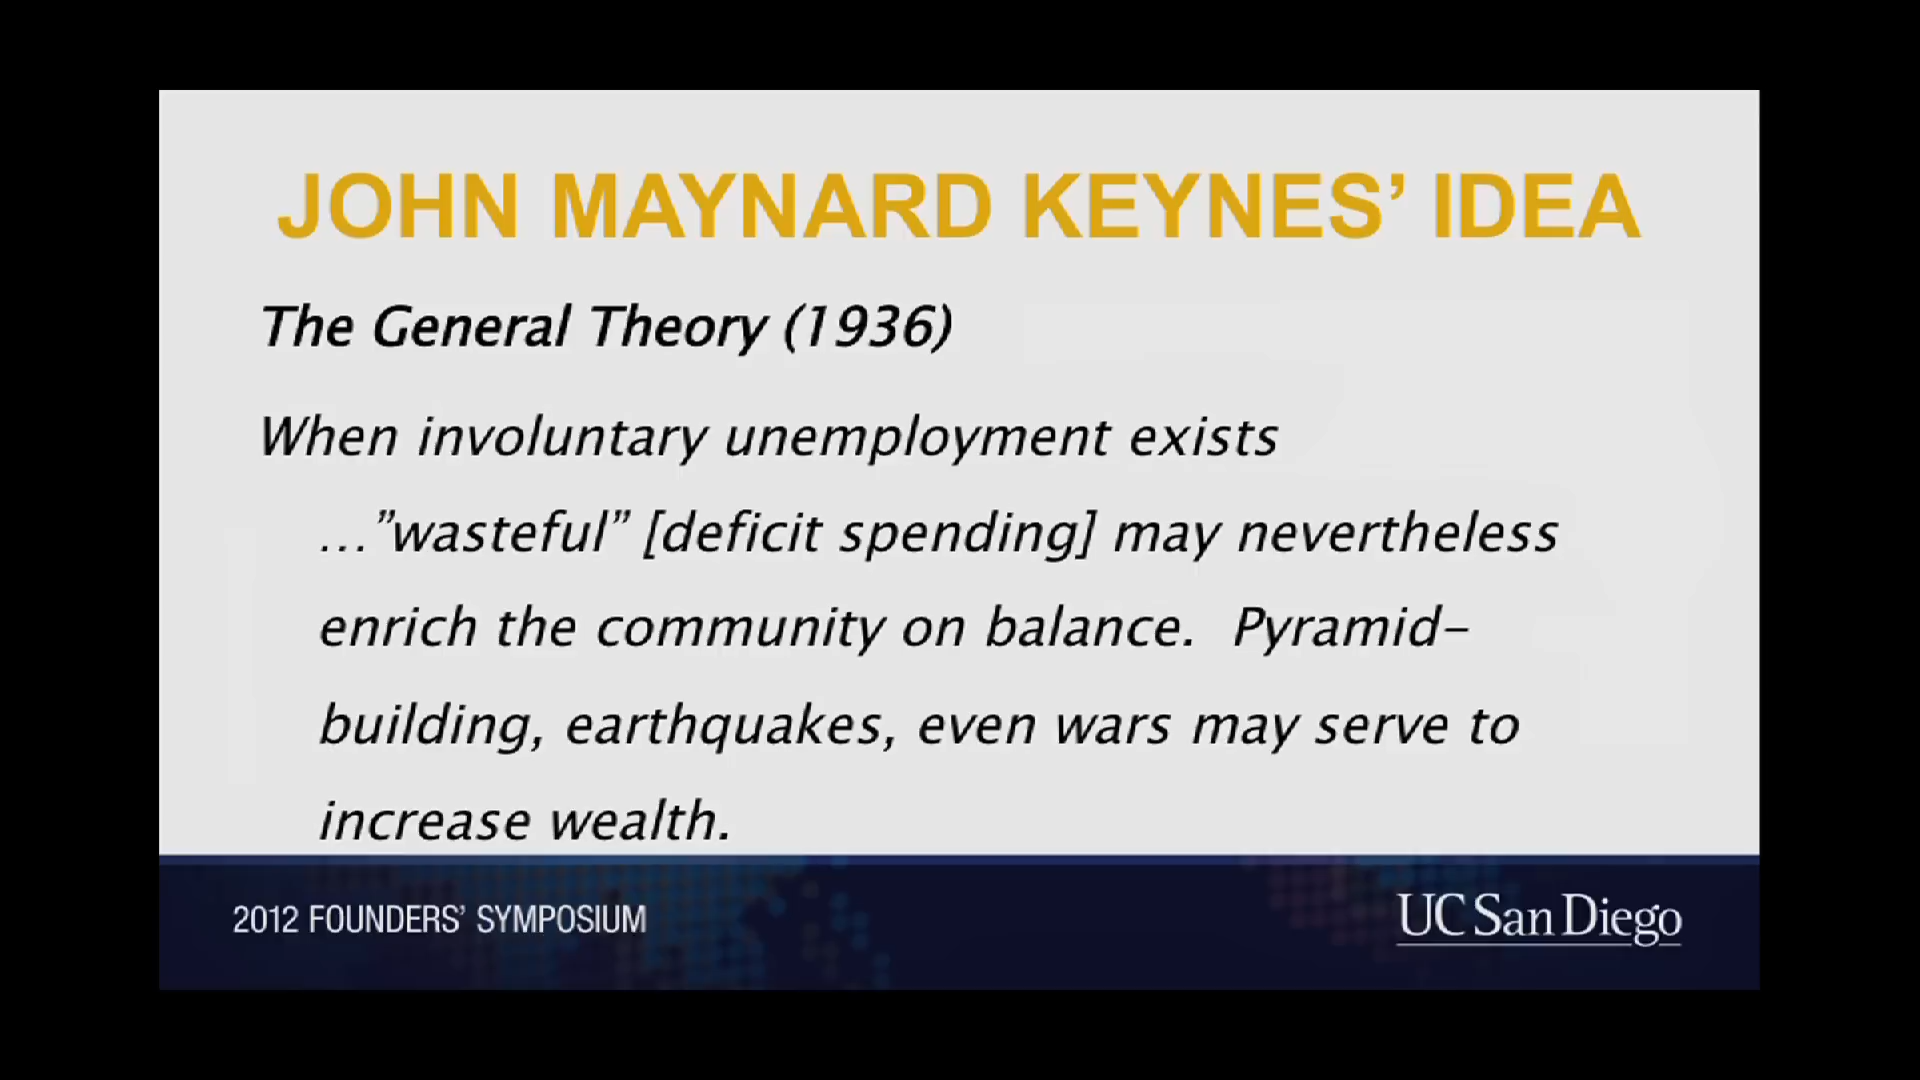 JOHN MAYNARD KEYNES’ IDEA
The General Theory (1936)
When involuntary unemployment exists
…”wasteful” [deficit spending] may nevertheless
enrich the community on balance.  Pyramid-
building, earthquakes, even wars may serve to
increase wealth.
2012 FOUNDERS’ SYMPOSIUM
UC San Diego